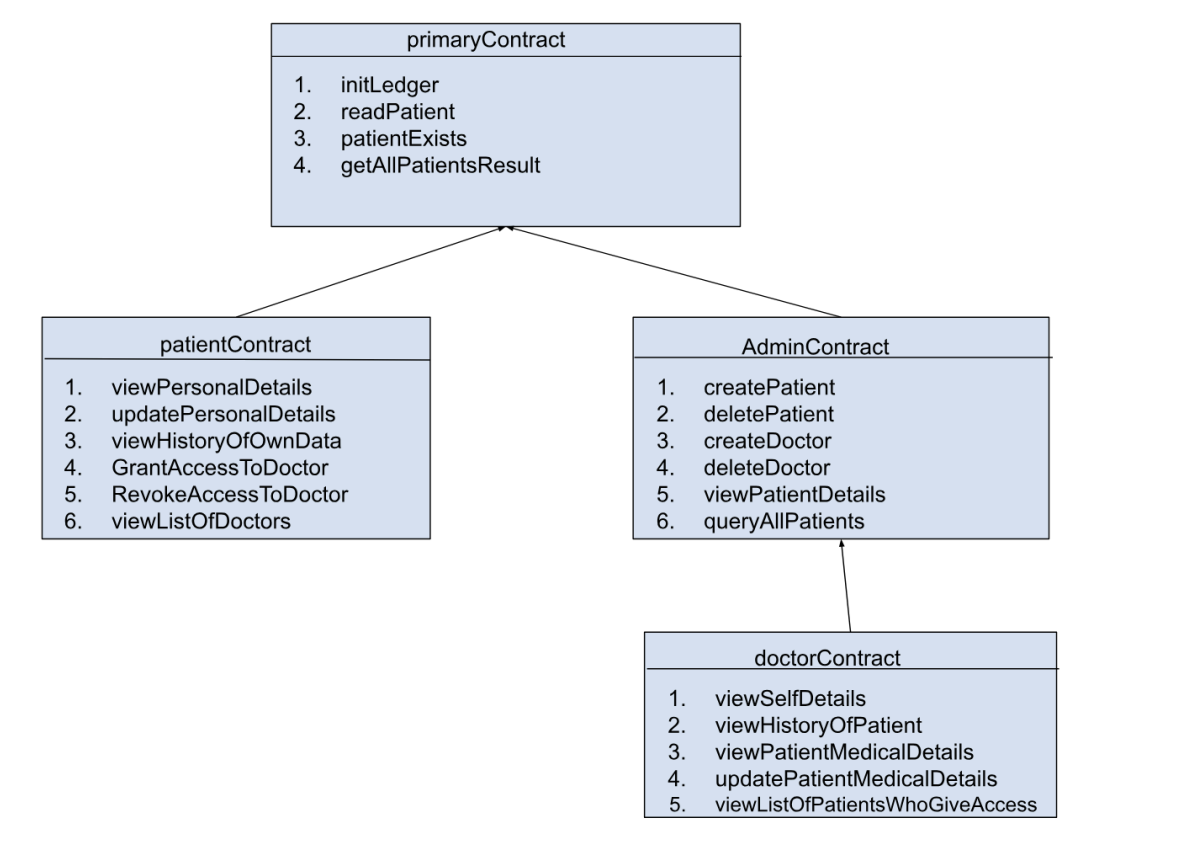 primaryContract
1. initLedger
2. readPatient
3. patientExists
4. getAllPatientsResult
patientContract
1. viewPersonalDetails
2. updatePersonalDetails
3. viewHistoryOfOwnData
4. GrantAccessToDoctor
5. RevokeAccessToDoctor
6. viewListOfDoctors
AdminContract
1. createPatient
2. deletePatient
3. createDoctor
4. deleteDoctor
5. viewPatientDetails
6. queryAllPatients
doctorContract
1. viewSelfDetails
2. viewHistoryOfPatient
3. viewPatientMedicalDetails
4. updatePatientMedicalDetails
5. viewListOfPatientsWhoGiveAccess